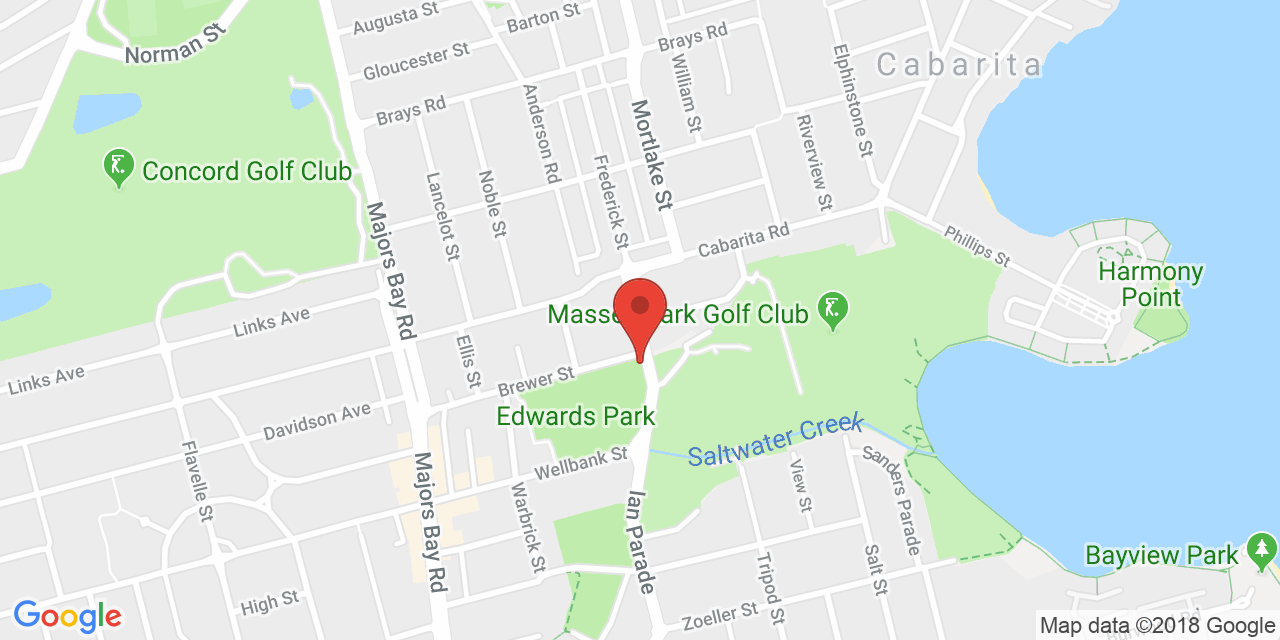 Augusta St
Barton St
Norman St
Gloucester St
Brays Rd
Cabarita
William St
Elphinstone St
Brays Rd
Anderson Rd
Mortlake St
Riverview St
Concord Golf Club
Frederick St
Lancelot St
Noble St
Majors Bay Rd
Cabarita Rd
Phillips St
Harmony
Point
Links Ave
Golf Club
Links Ave
Ellis St
Brewer St
Edwards Park
Davidson Ave
Saltwater Creek
Flavelle St
Majors Bay Rd
Wellbank St
View St
Sanders Parade
Warbrick St
Ian Parade
Bayview Park
Tripod St
Salt St
High St
Zoeller St
Google
Map data ©2018 Google